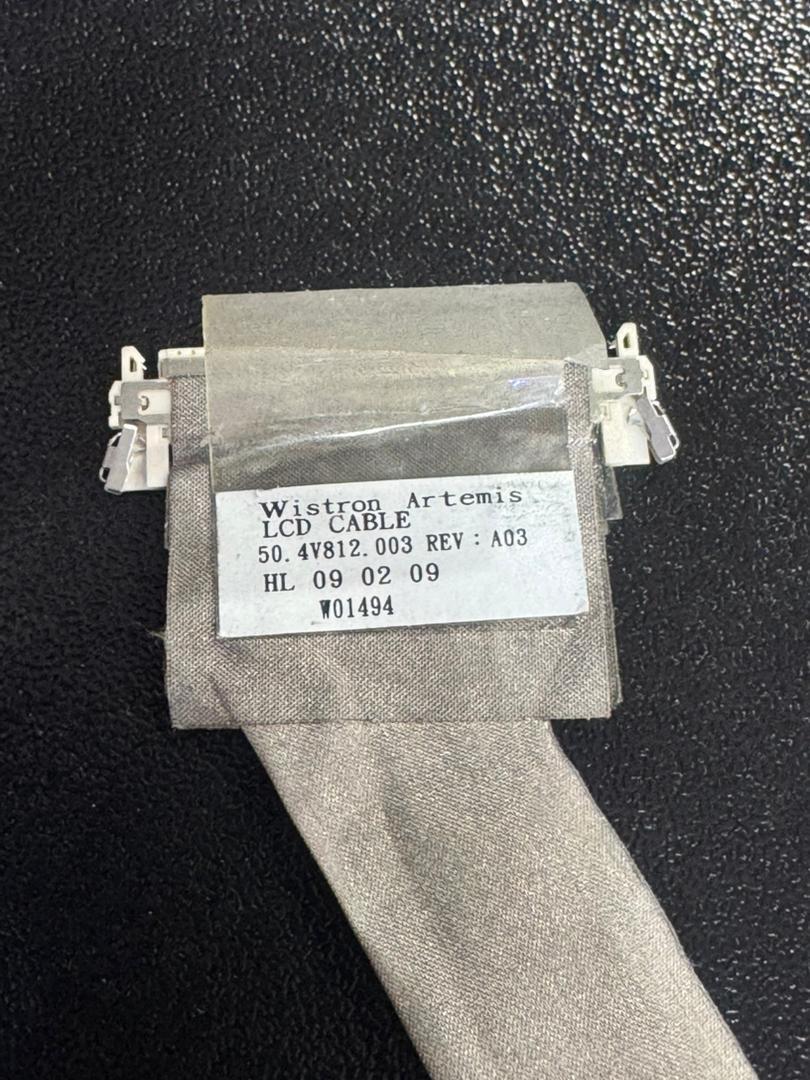 Wistron Artemis
LCD CABLE
50.4V812.003 REV : A03
HL 09 02 09
W01494